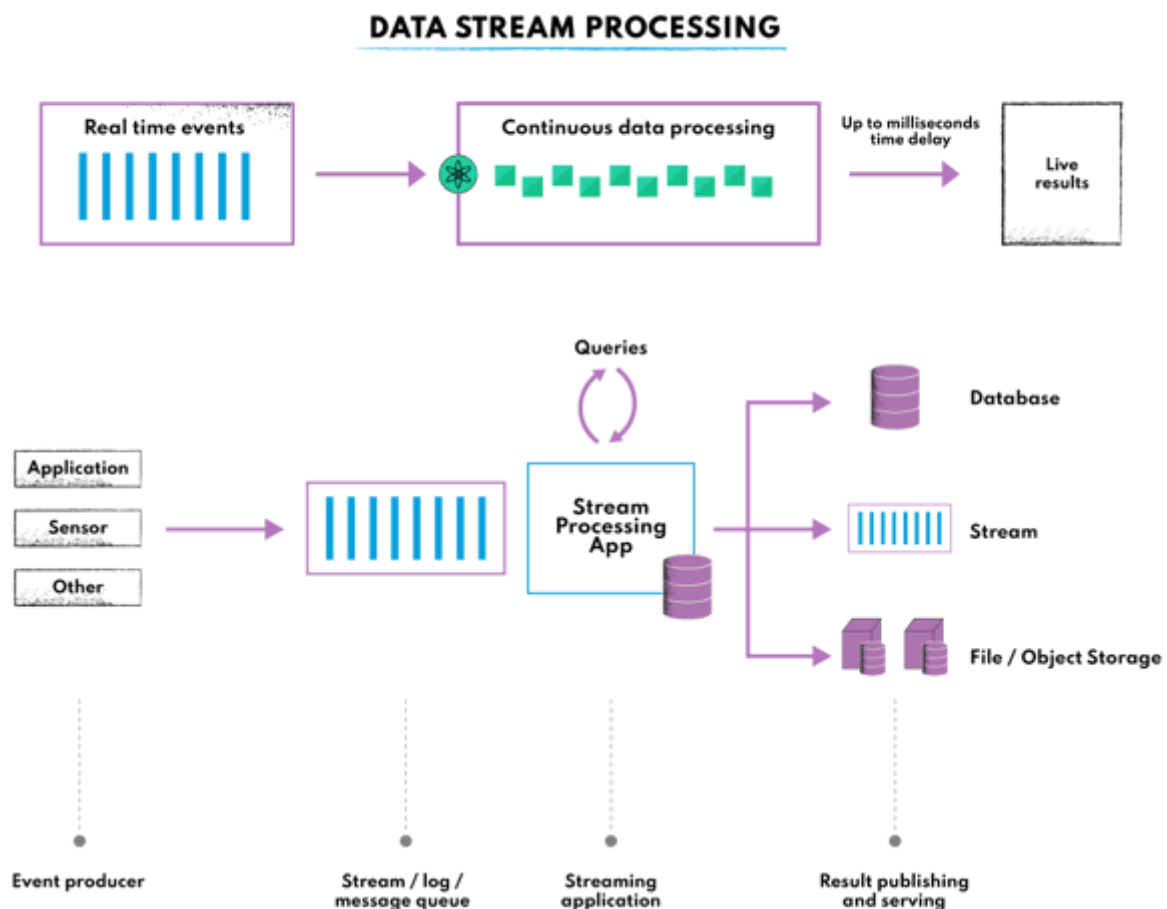 DATA STREAM PROCESSING
Real time events
Continuous data processing
Up to milliseconds
time delay
Live
results
Queries
Application
Sensor
Other
Stream
Processing
App
Database
Stream
File / Object Storage
Event producer
Stream / log /
message queue
Streaming
application
Result publishing
and serving